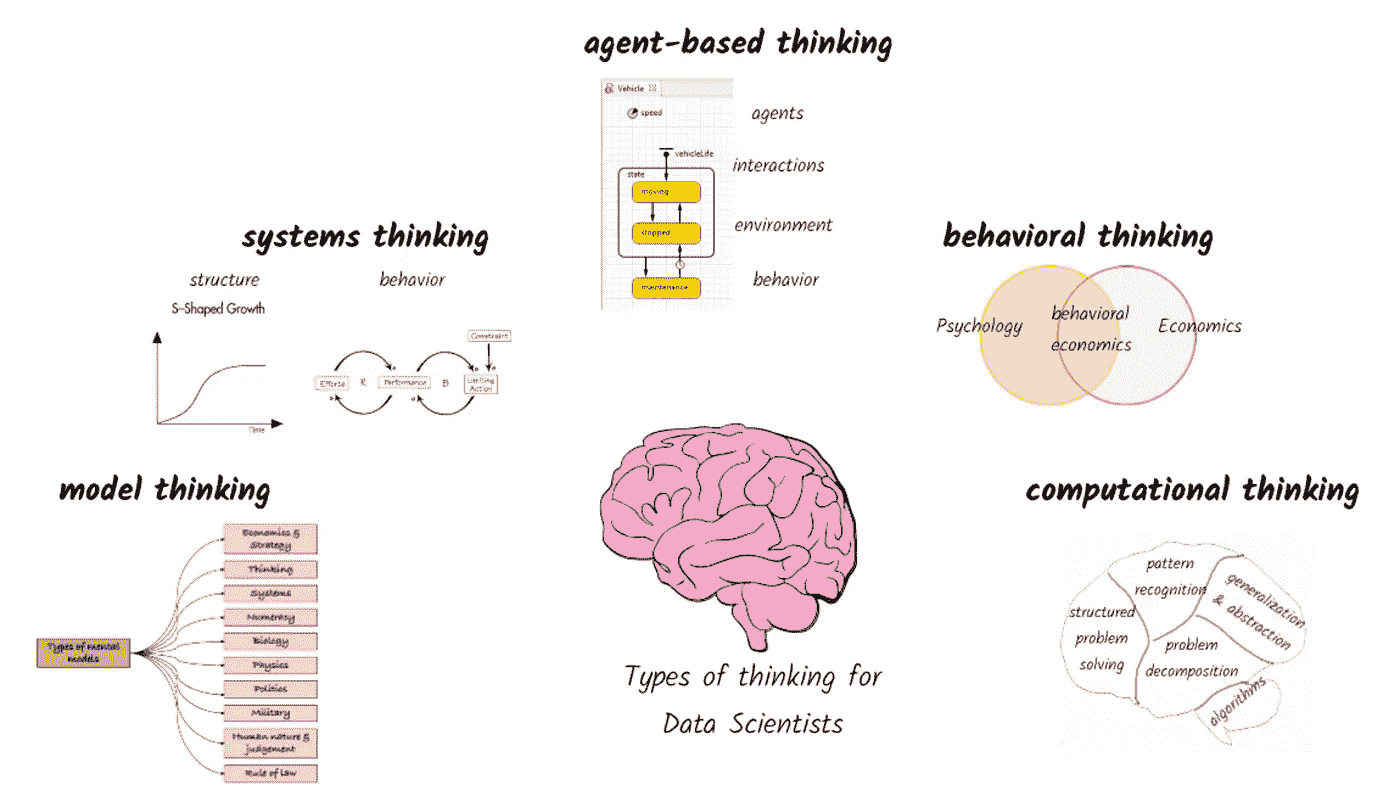 agent-based thinking
Vehicle
speed
agents
vehicleLife
interactions
state
moving
stopped
environment
maintenance
behavior
systems thinking
structure
behavior
S-Shaped Growth
Time
Constraint
Efforts
R
Performance
B
Limiting
Action
behavioral thinking
Psychology
behavioral
economics
Economics
model thinking
Types of mental
models
Economics &
Strategy
Thinking
Systems
Numeracy
Biology
Physics
Politics
Military
Human nature &
judgement
Rule of law
Types of thinking for
Data Scientists
computational thinking
pattern
recognition
generalization
& abstraction
structured
problem
solving
problem
decomposition
algorithms